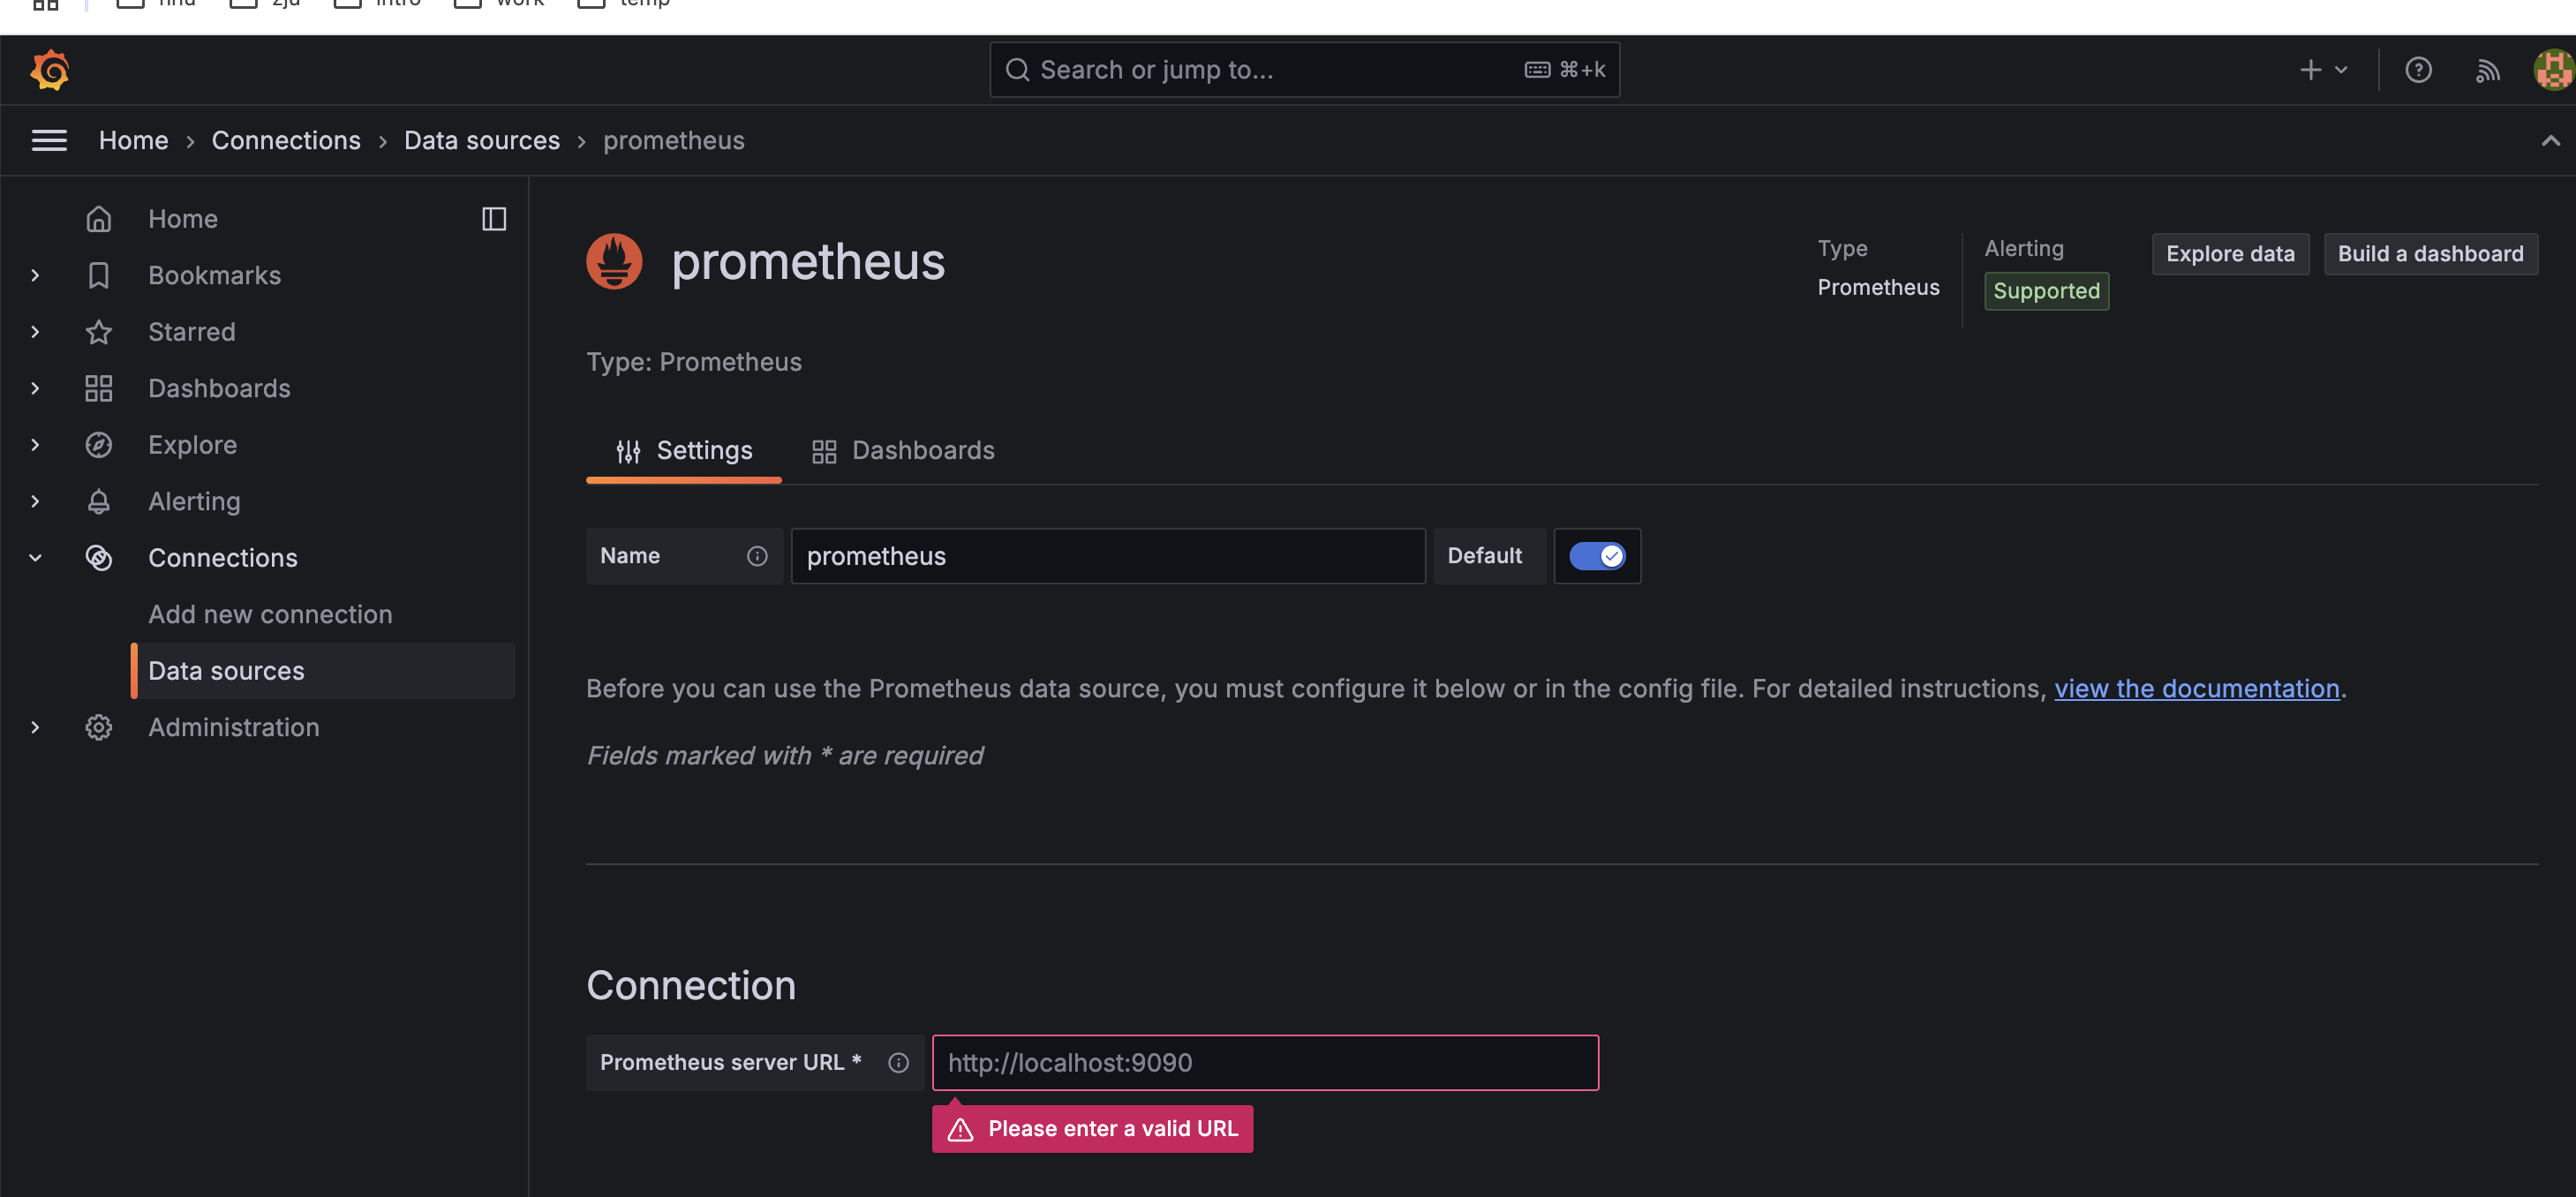 intro
work
temp
Search or jump to...
⌘+k
Home › Connections › Data sources › prometheus
Home
Bookmarks
Starred
Dashboards
Explore
Alerting
Connections
Add new connection
Data sources
Administration
prometheus
Type
Prometheus
Alerting
Supported
Explore data
Build a dashboard
Type: Prometheus
Settings
Dashboards
Name
prometheus
Default
Before you can use the Prometheus data source, you must configure it below or in the config file. For detailed instructions, view the documentation.
Fields marked with * are required
Connection
Prometheus server URL *
http://localhost:9090
Please enter a valid URL